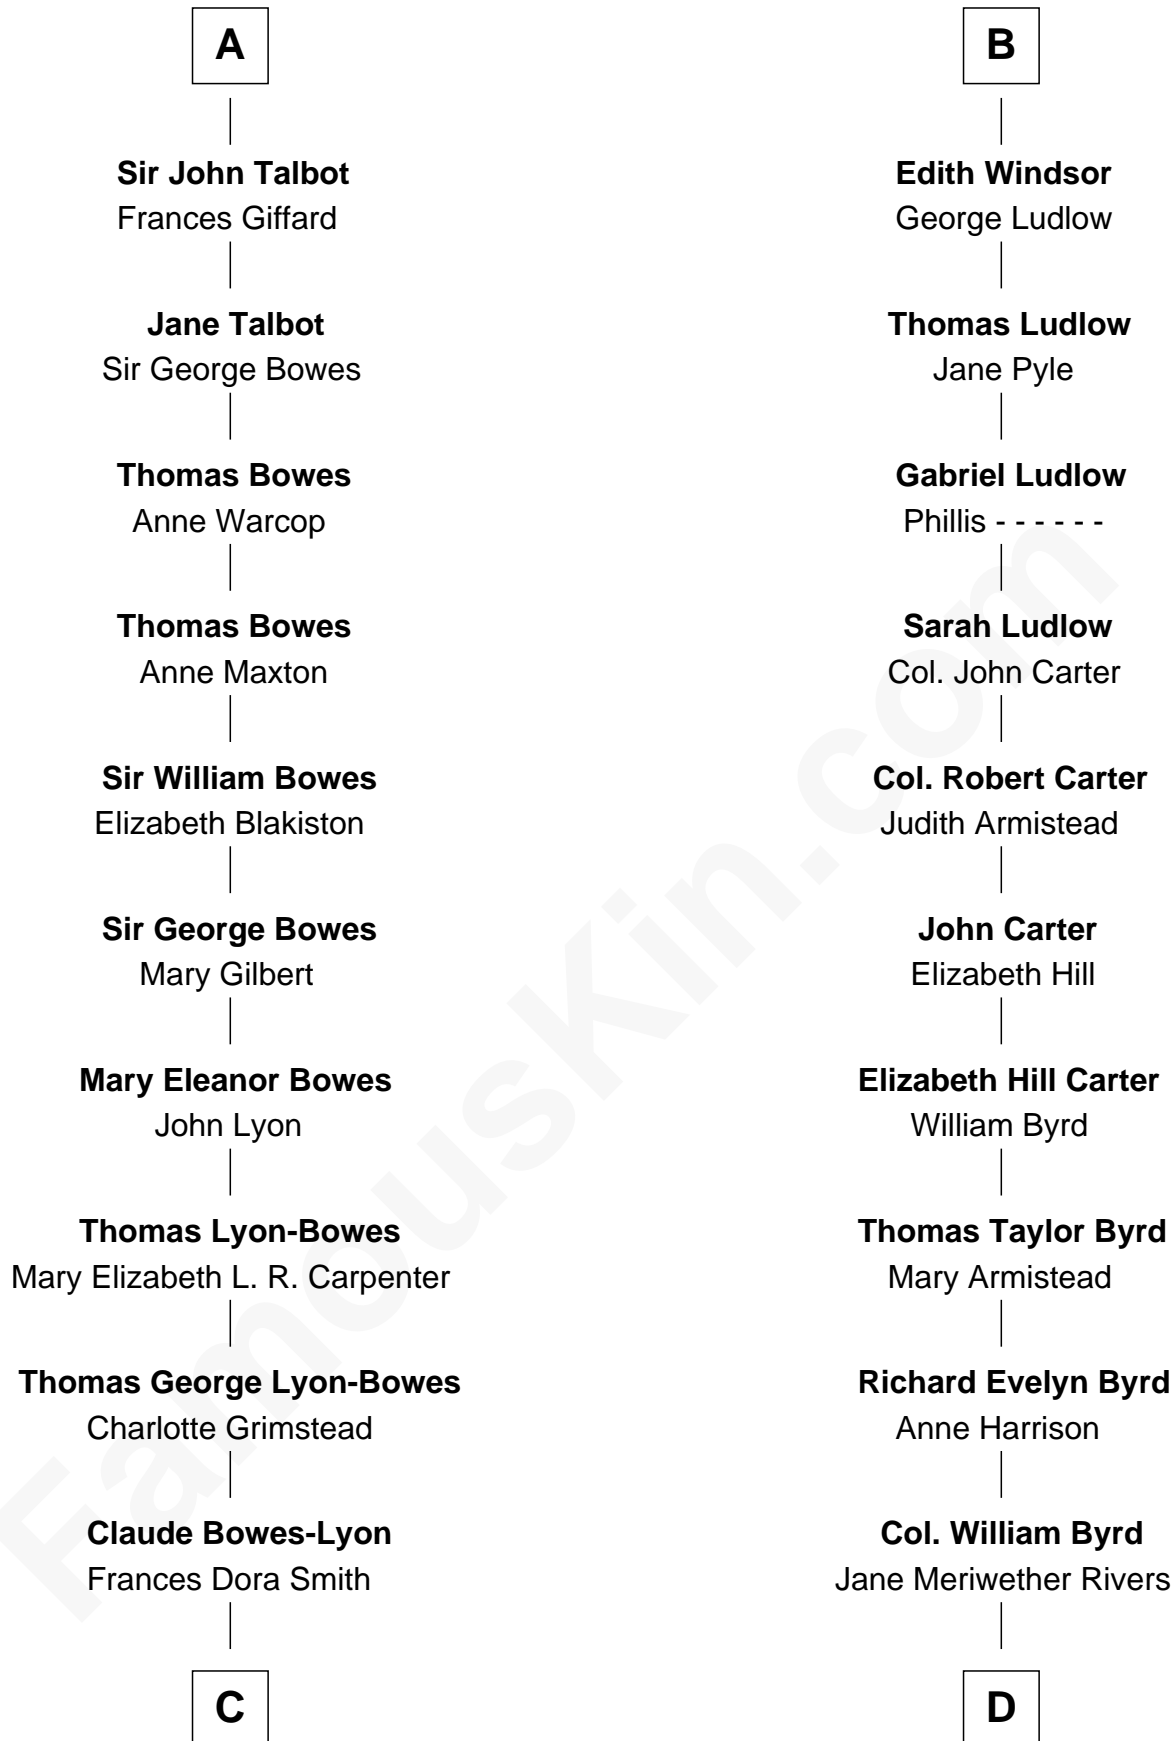 A
Sir John Talbot
Frances Giffard
Jane Talbot
Sir George Bowes
Thomas Bowes
Anne Warcop
Thomas Bowes
Anne Maxton
Sir William Bowes
Elizabeth Blakiston
Sir George Bowes
Mary Gilbert
Mary Eleanor Bowes
John Lyon
Thomas Lyon-Bowes
Mary Elizabeth L. R. Carpenter
Thomas George Lyon-Bowes
Charlotte Grimstead
Claude Bowes-Lyon
Frances Dora Smith
C
B
Edith Windsor
George Ludlow
Thomas Ludlow
Jane Pyle
Gabriel Ludlow
Phillis - - - - - -
Sarah Ludlow
Col. John Carter
Col. Robert Carter
Judith Armistead
John Carter
Elizabeth Hill
Elizabeth Hill Carter
William Byrd
Thomas Taylor Byrd
Mary Armistead
Richard Evelyn Byrd
Anne Harrison
Col. William Byrd
Jane Meriwether Rivers
D
FamousKin.com